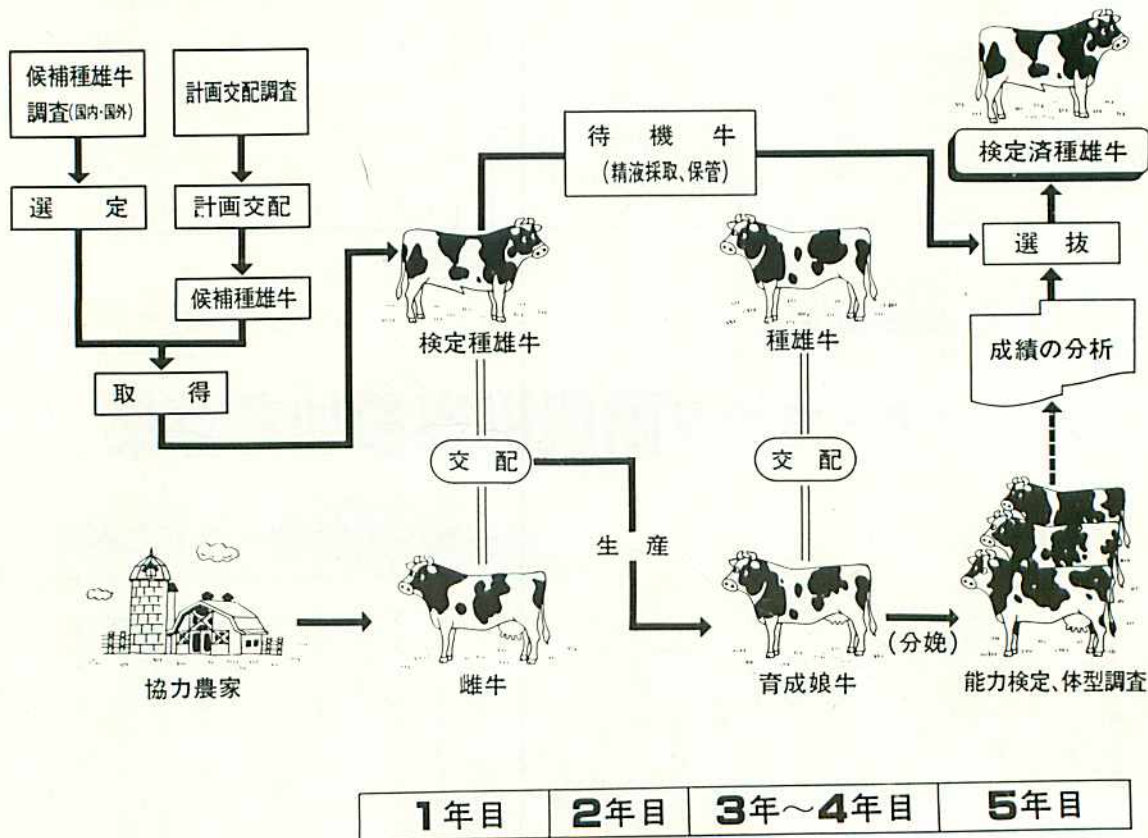 候補種雄牛
調査(国内・国外)
計画交配調査
選定
計画交配
候補種雄牛
取得
待機牛
(精液採取、保管)
検定済種雄牛
選抜
成績の分析
検定種雄牛
種雄牛
交配
交配
生産
(分娩)
協力農家
雌牛
育成娘牛
能力検定、体型調査
1年目
2年目
3年～4年目
5年目